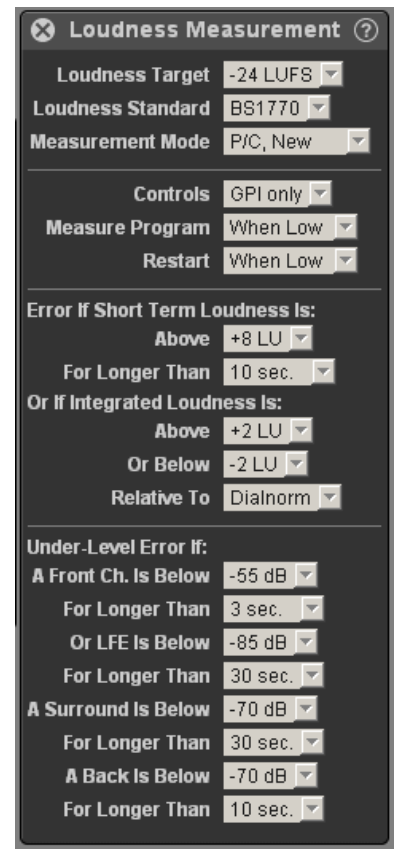 Loudness Measurement ?
Loudness Target -24 LUFS
Loudness Standard BS1770
Measurement Mode P/C, New
Controls GPI only
Measure Program When Low
Restart When Low
Error If Short Term Loudness Is:
Above +8 LU
For Longer Than 10 sec.
Or If Integrated Loudness Is:
Above +2 LU
Or Below -2 LU
Relative To Dialnorm
Under-Level Error If:
A Front Ch. Is Below -55 dB
For Longer Than 3 sec.
Or LFE Is Below -85 dB
For Longer Than 30 sec.
A Surround Is Below -70 dB
For Longer Than 30 sec.
A Back Is Below -70 dB
For Longer Than 10 sec.